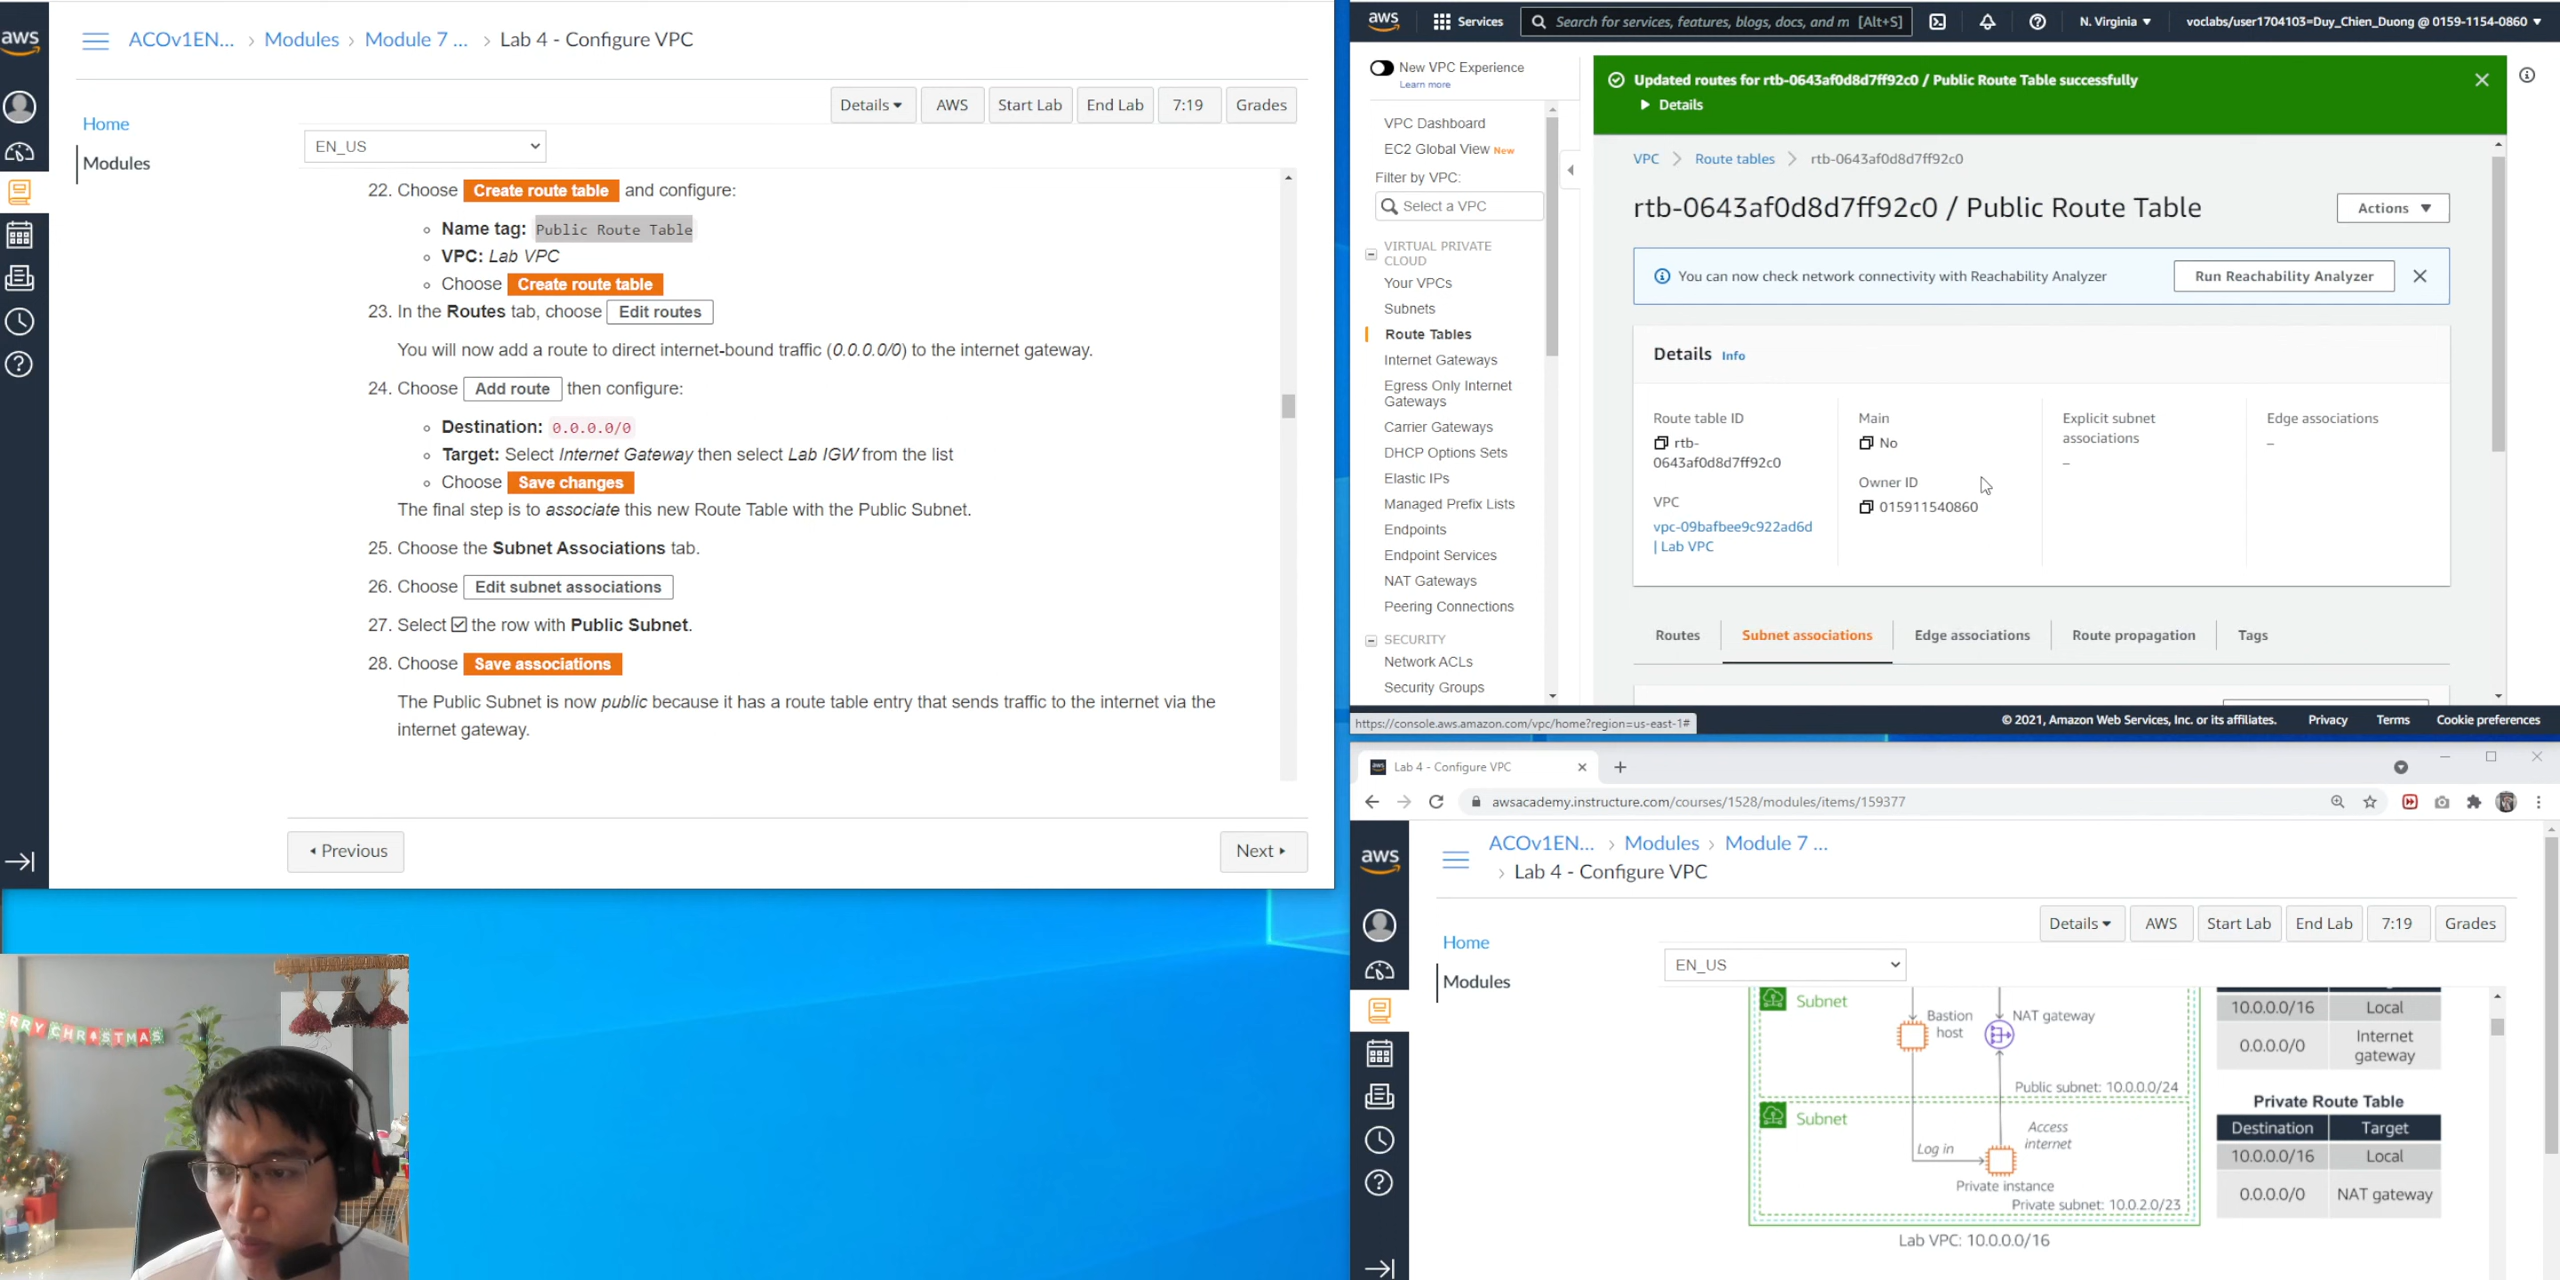 aws
ACOv1EN... > Modules > Module 7 ... > Lab 4 - Configure VPC
Home
Modules
Details AWS Start Lab End Lab 7:19 Grades
EN_US
22. Choose Create route table and configure:
Name tag: Public Route Table
VPC: Lab VPC
Choose Create route table
23. In the Routes tab, choose Edit routes
You will now add a route to direct internet-bound traffic (0.0.0.0/0) to the internet gateway.
24. Choose Add route then configure:
Destination: 0.0.0.0/0
Target: Select Internet Gateway then select Lab IGW from the list
Choose Save changes
The final step is to associate this new Route Table with the Public Subnet.
25. Choose the Subnet Associations tab.
26. Choose Edit subnet associations
27. Select the row with Public Subnet.
28. Choose Save associations
The Public Subnet is now public because it has a route table entry that sends traffic to the internet via the
internet gateway.
Previous
Next
aws Services Search for services, features, blogs, docs, and m [Alt+S] N. Virginia voclabs/user1704103=Duy_Chien_Duong @ 0159-1154-0860
New VPC Experience
Learn more
VPC Dashboard
EC2 Global View New
Filter by VPC:
Select a VPC
VIRTUAL PRIVATE
CLOUD
Your VPCs
Subnets
Route Tables
Internet Gateways
Egress Only Internet
Gateways
Carrier Gateways
DHCP Options Sets
Elastic IPs
Managed Prefix Lists
Endpoints
Endpoint Services
NAT Gateways
Peering Connections
SECURITY
Network ACLs
Security Groups
Updated routes for rtb-0643af0d8d7ff92c0 / Public Route Table successfully
Details
VPC > Route tables > rtb-0643af0d8d7ff92c0
rtb-0643af0d8d7ff92c0 / Public Route Table
Actions
You can now check network connectivity with Reachability Analyzer
Run Reachability Analyzer
Details Info
Route table ID
rtb-
0643af0d8d7ff92c0
VPC
vpc-09bafbee9c922ad6d
| Lab VPC
Main
No
Owner ID
015911540860
Explicit subnet
associations
–
Edge associations
–
Routes Subnet associations Edge associations Route propagation Tags
https://console.aws.amazon.com/vpc/home?region=us-east-1#
© 2021, Amazon Web Services, Inc. or its affiliates. Privacy Terms Cookie preferences
aws Lab 4 - Configure VPC
awsacademy.instructure.com/courses/1528/modules/items/159377
aws
ACOv1EN... > Modules > Module 7 ...
> Lab 4 - Configure VPC
Home
Modules
Details AWS Start Lab End Lab 7:19 Grades
EN_US
Subnet
Bastion
host
NAT gateway
Public subnet: 10.0.0.0/24
Subnet
Access
internet
Log in
Private instance
Private subnet: 10.0.2.0/23
Lab VPC: 10.0.0.0/16
10.0.0.0/16 Local
0.0.0.0/0 Internet
gateway
Private Route Table
Destination Target
10.0.0.0/16 Local
0.0.0.0/0 NAT gateway
ERRY CHRISTMAS